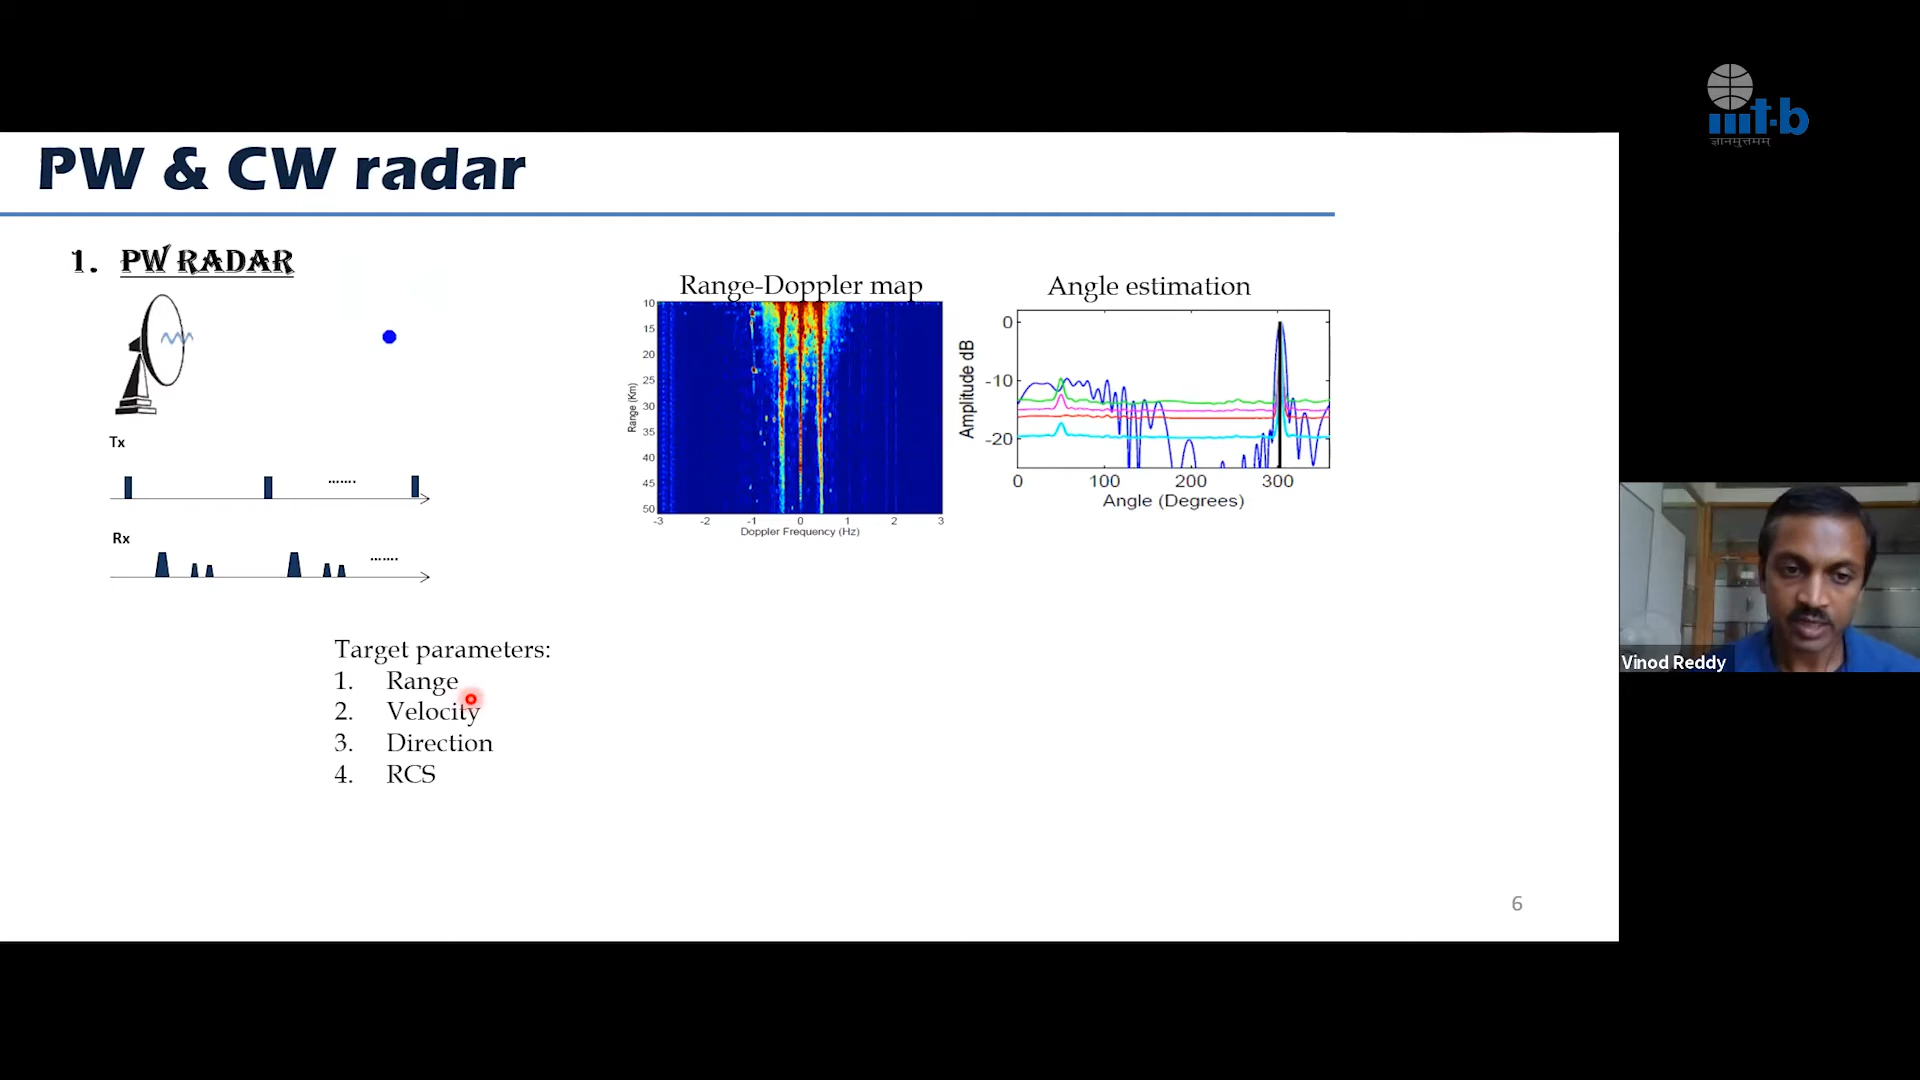 iiit-b
ज्ञानमुत्तमम्
PW & CW radar
1. PW RADAR
Tx
.......
Rx
.......
Range-Doppler map
10
15
20
25
30
35
40
45
50
Range (Km)
-3 -2 -1 0 1 2 3
Doppler Frequency (Hz)
Angle estimation
0
-10
-20
Amplitude dB
0 100 200 300
Angle (Degrees)
Target parameters:
1. Range
2. Velocity
3. Direction
4. RCS
6
Vinod Reddy